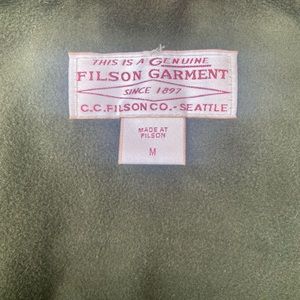 THIS IS A GENUINE
FILSON GARMENT
SINCE 1897
C.C. FILSON CO. - SEATTLE
MADE AT
FILSON
M